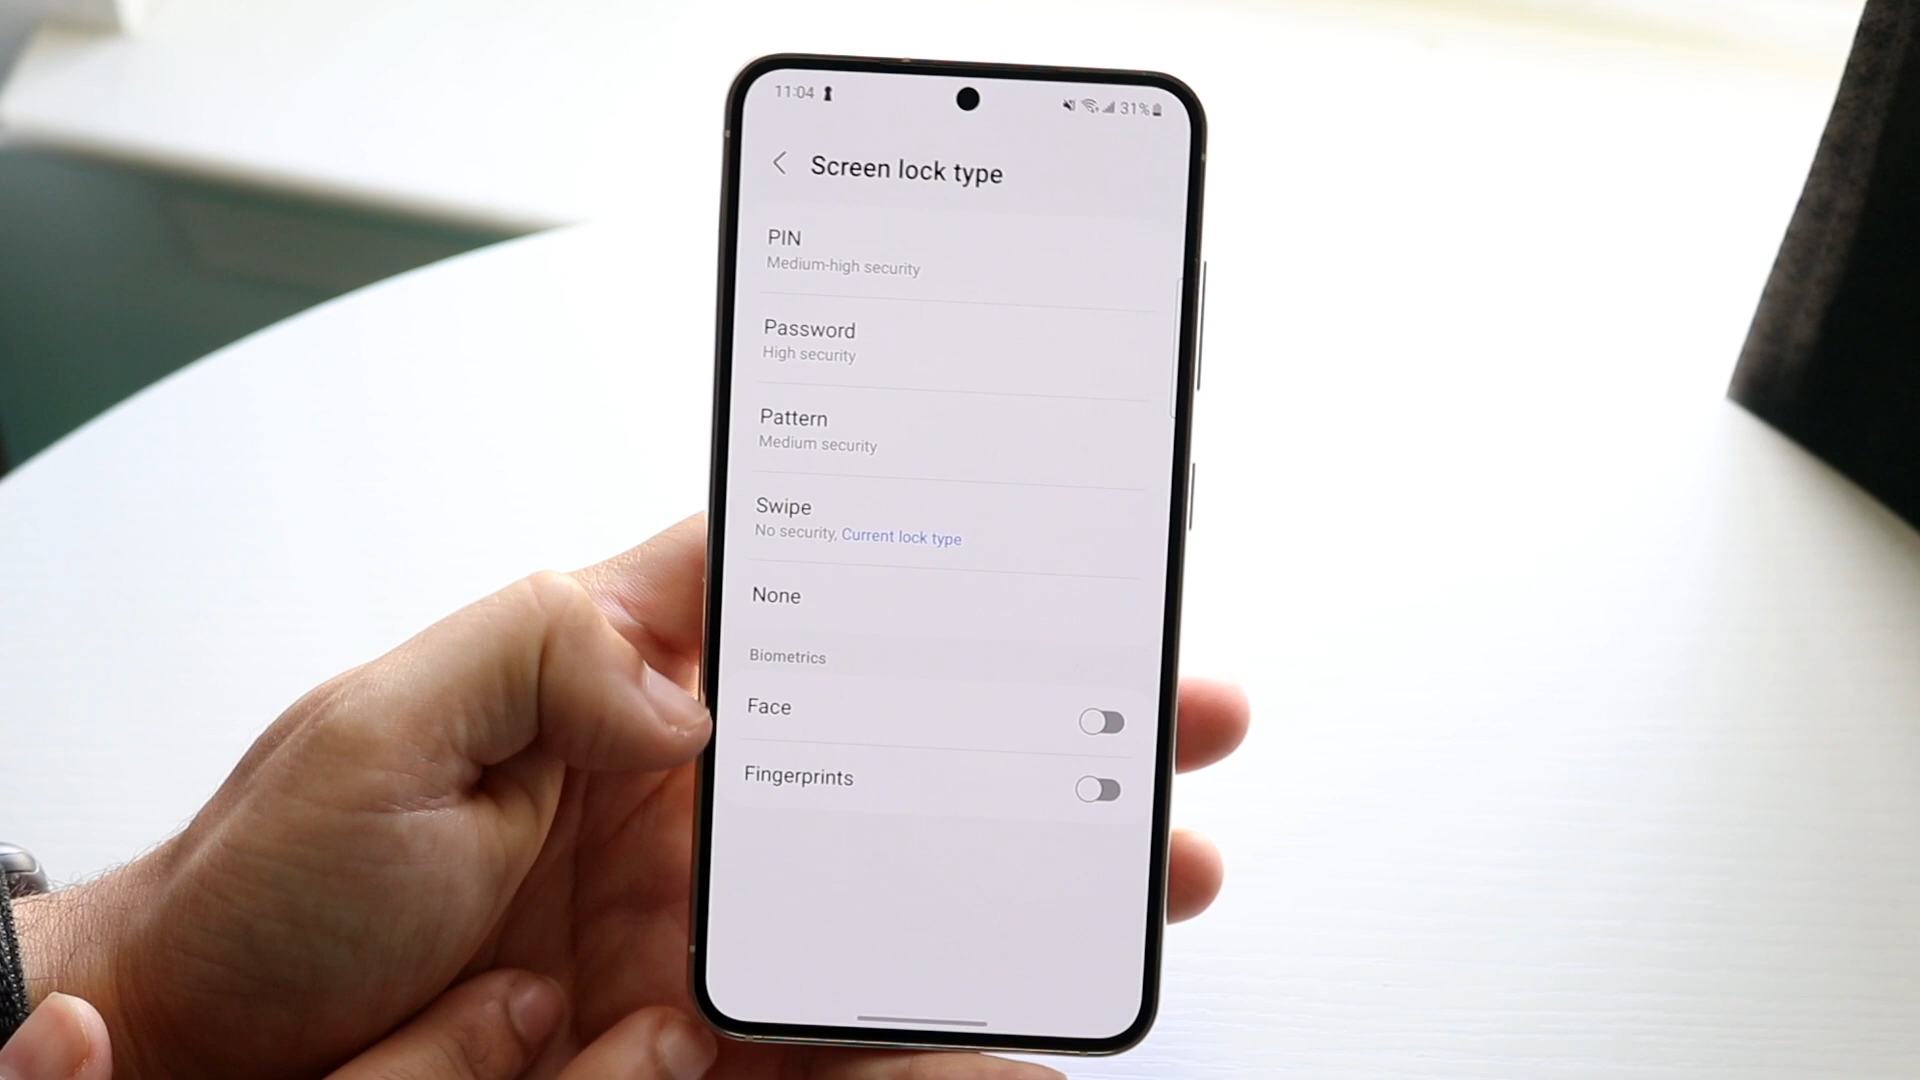 11:04 31%
Screen lock type
PIN
Medium-high security
Password
High security
Pattern
Medium security
Swipe
No security, Current lock type
None
Biometrics
Face
Fingerprints